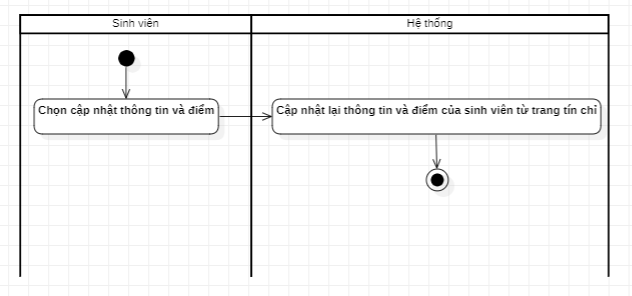 Sinh viên
Hệ thống
Chọn cập nhật thông tin và điểm
Cập nhật lại thông tin và điểm của sinh viên từ trang tín chỉ